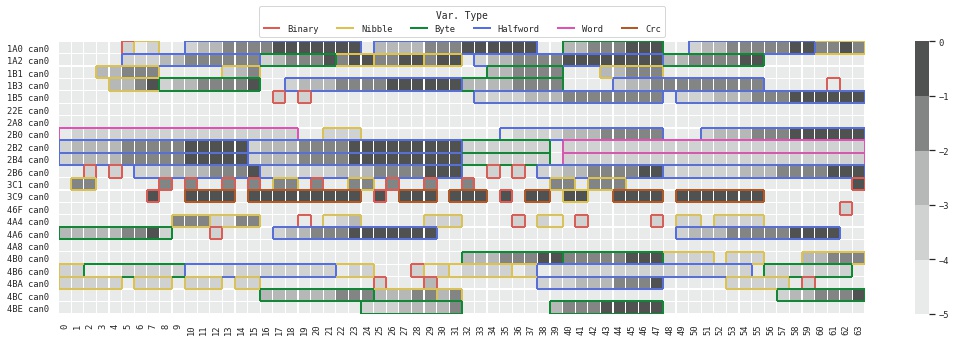 Var. Type
Binary Nibble Byte Halfword Word Crc
1A0 can0
1A2 can0
1B1 can0
1B3 can0
1B5 can0
22E can0
2A8 can0
2B0 can0
2B2 can0
2B4 can0
2B6 can0
3C1 can0
3C9 can0
46F can0
4A4 can0
4A6 can0
4A8 can0
4B0 can0
4B6 can0
4BA can0
4BC can0
4BE can0
0 1 2 3 4 5 6 7 8 9 10 11 12 13 14 15 16 17 18 19 20 21 22 23 24 25 26 27 28 29 30 31 32 33 34 35 36 37 38 39 40 41 42 43 44 45 46 47 48 49 50 51 52 53 54 55 56 57 58 59 60 61 62 63
0
−1
−2
−3
−4
−5